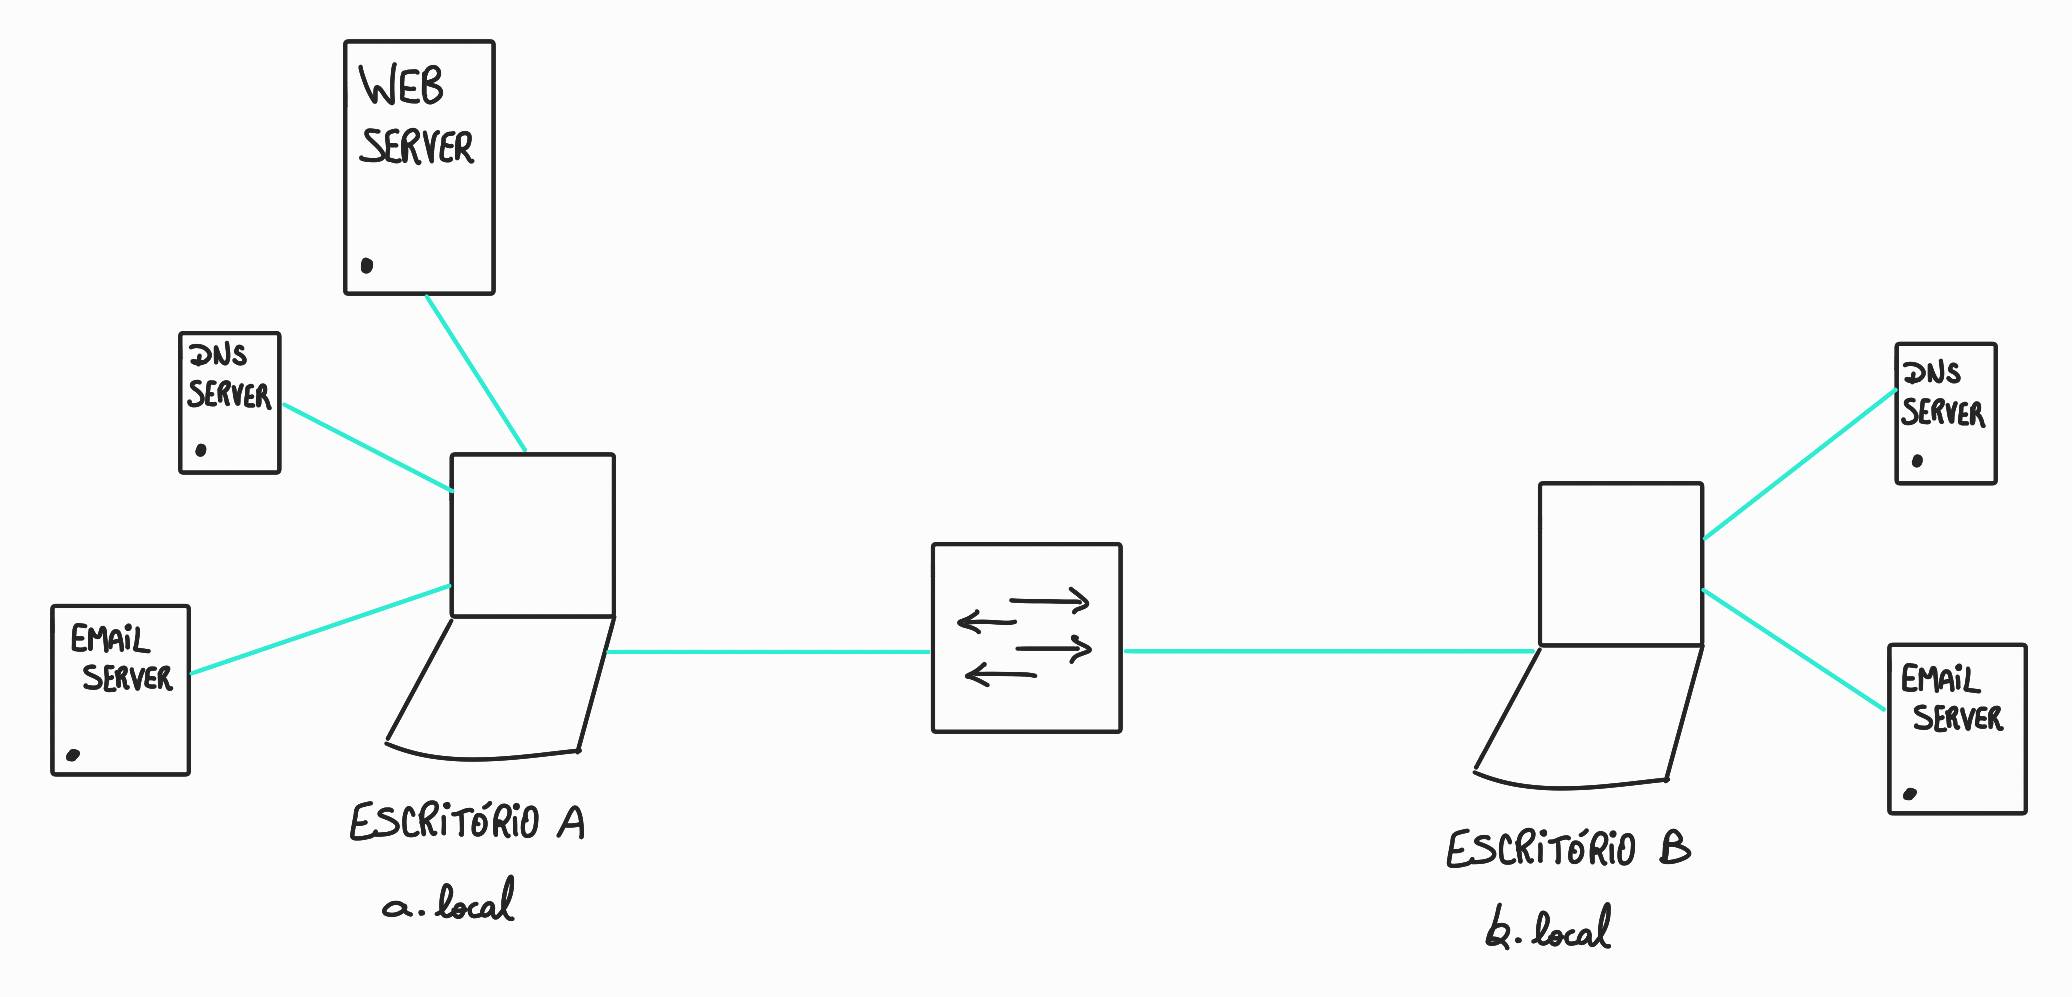 WEB
SERVER
DNS
SERVER
EMAiL
SERVER
ESCRiTÓRiO A
a.local
DNS
SERVER
EMAiL
SERVER
ESCRiTÓRiO B
b.local